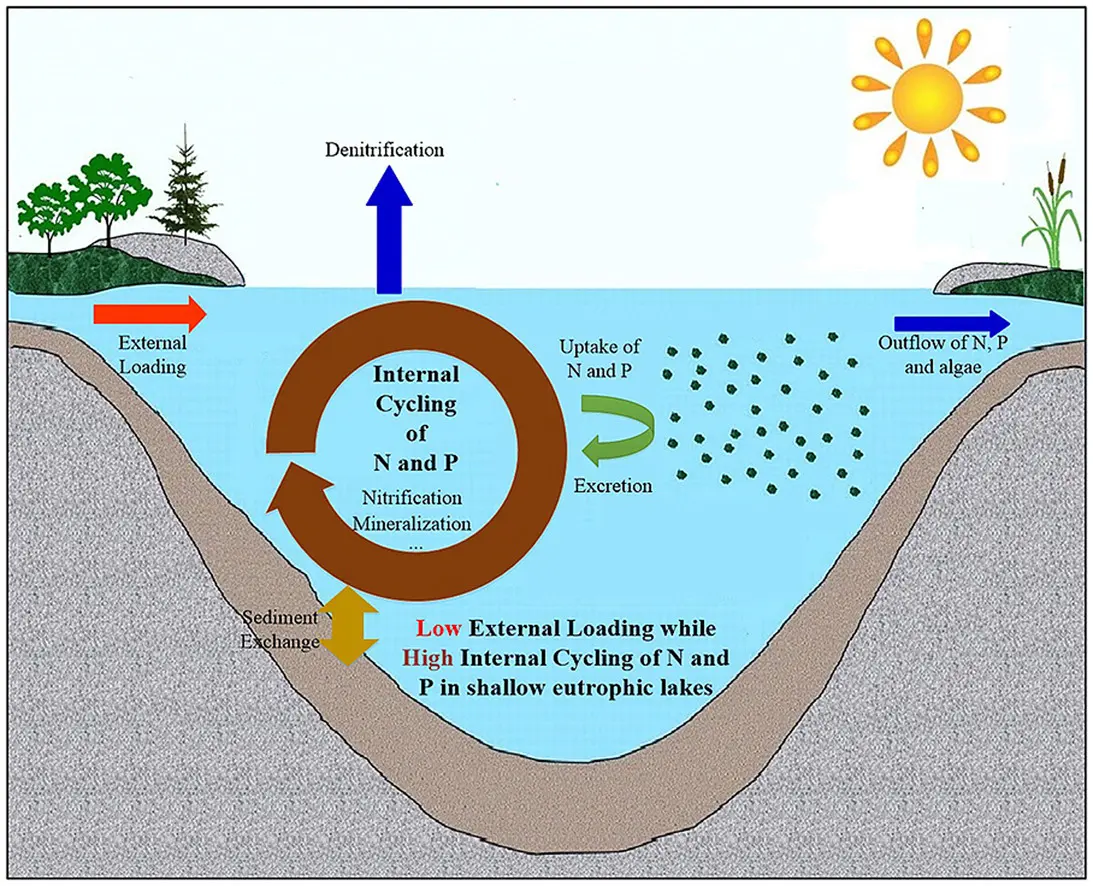 Denitrification
External
Loading
Internal
Cycling
of
N and P
Nitrification
Mineralization
...
Uptake of
N and P
Excretion
Outflow of N, P
and algae
Sediment
Exchange
Low External Loading while
High Internal Cycling of N and
P in shallow eutrophic lakes